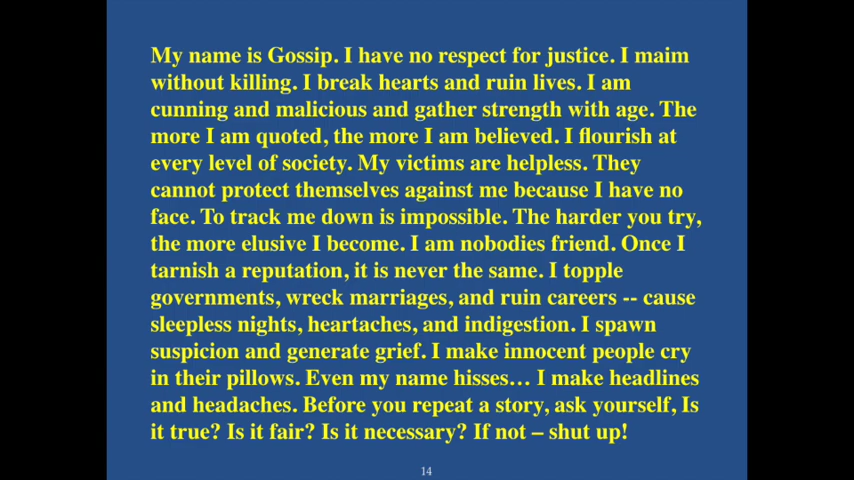 My name is Gossip. I have no respect for justice. I maim
without killing. I break hearts and ruin lives. I am
cunning and malicious and gather strength with age. The
more I am quoted, the more I am believed. I flourish at
every level of society. My victims are helpless. They
cannot protect themselves against me because I have no
face. To track me down is impossible. The harder you try,
the more elusive I become. I am nobodies friend. Once I
tarnish a reputation, it is never the same. I topple
governments, wreck marriages, and ruin careers -- cause
sleepless nights, heartaches, and indigestion. I spawn
suspicion and generate grief. I make innocent people cry
in their pillows. Even my name hisses… I make headlines
and headaches. Before you repeat a story, ask yourself, Is
it true? Is it fair? Is it necessary? If not – shut up!
14